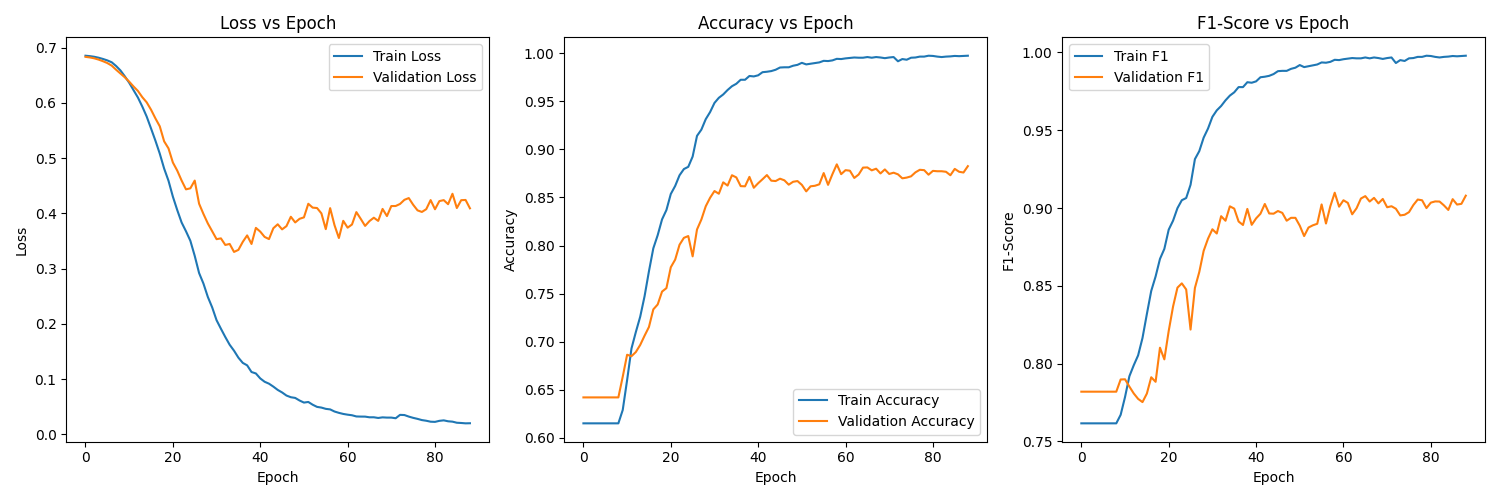 Loss vs Epoch
0.7
0.6
0.5
0.4
0.3
0.2
0.1
0.0
0 20 40 60 80
Loss
Epoch
Train Loss
Validation Loss
Accuracy vs Epoch
1.00
0.95
0.90
0.85
0.80
0.75
0.70
0.65
0.60
0 20 40 60 80
Accuracy
Epoch
Train Accuracy
Validation Accuracy
F1-Score vs Epoch
1.00
0.95
0.90
0.85
0.80
0.75
0 20 40 60 80
F1-Score
Epoch
Train F1
Validation F1